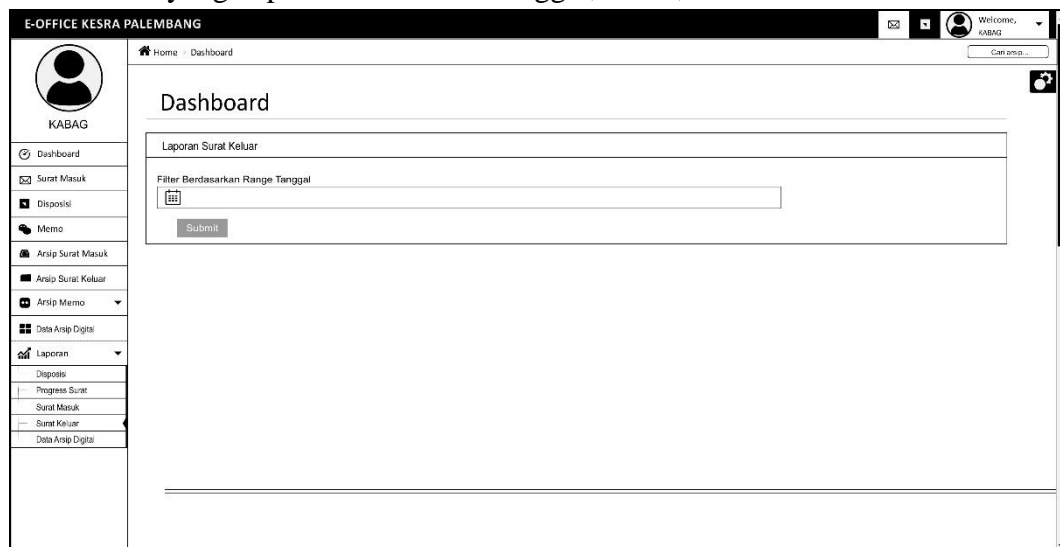 E-OFFICE KESRA PALEMBANG
Welcome,
KABAG
Home > Dashboard
Cari arsip...
KABAG
Dashboard
Laporan Surat Keluar
Filter Berdasarkan Range Tanggal
Submit
Dashboard
Surat Masuk
Disposisi
Memo
Arsip Surat Masuk
Arsip Surat Keluar
Arsip Memo
Data Arsip Digital
Laporan
Disposisi
Progress Surat
Surat Masuk
Surat Keluar
Data Arsip Digital